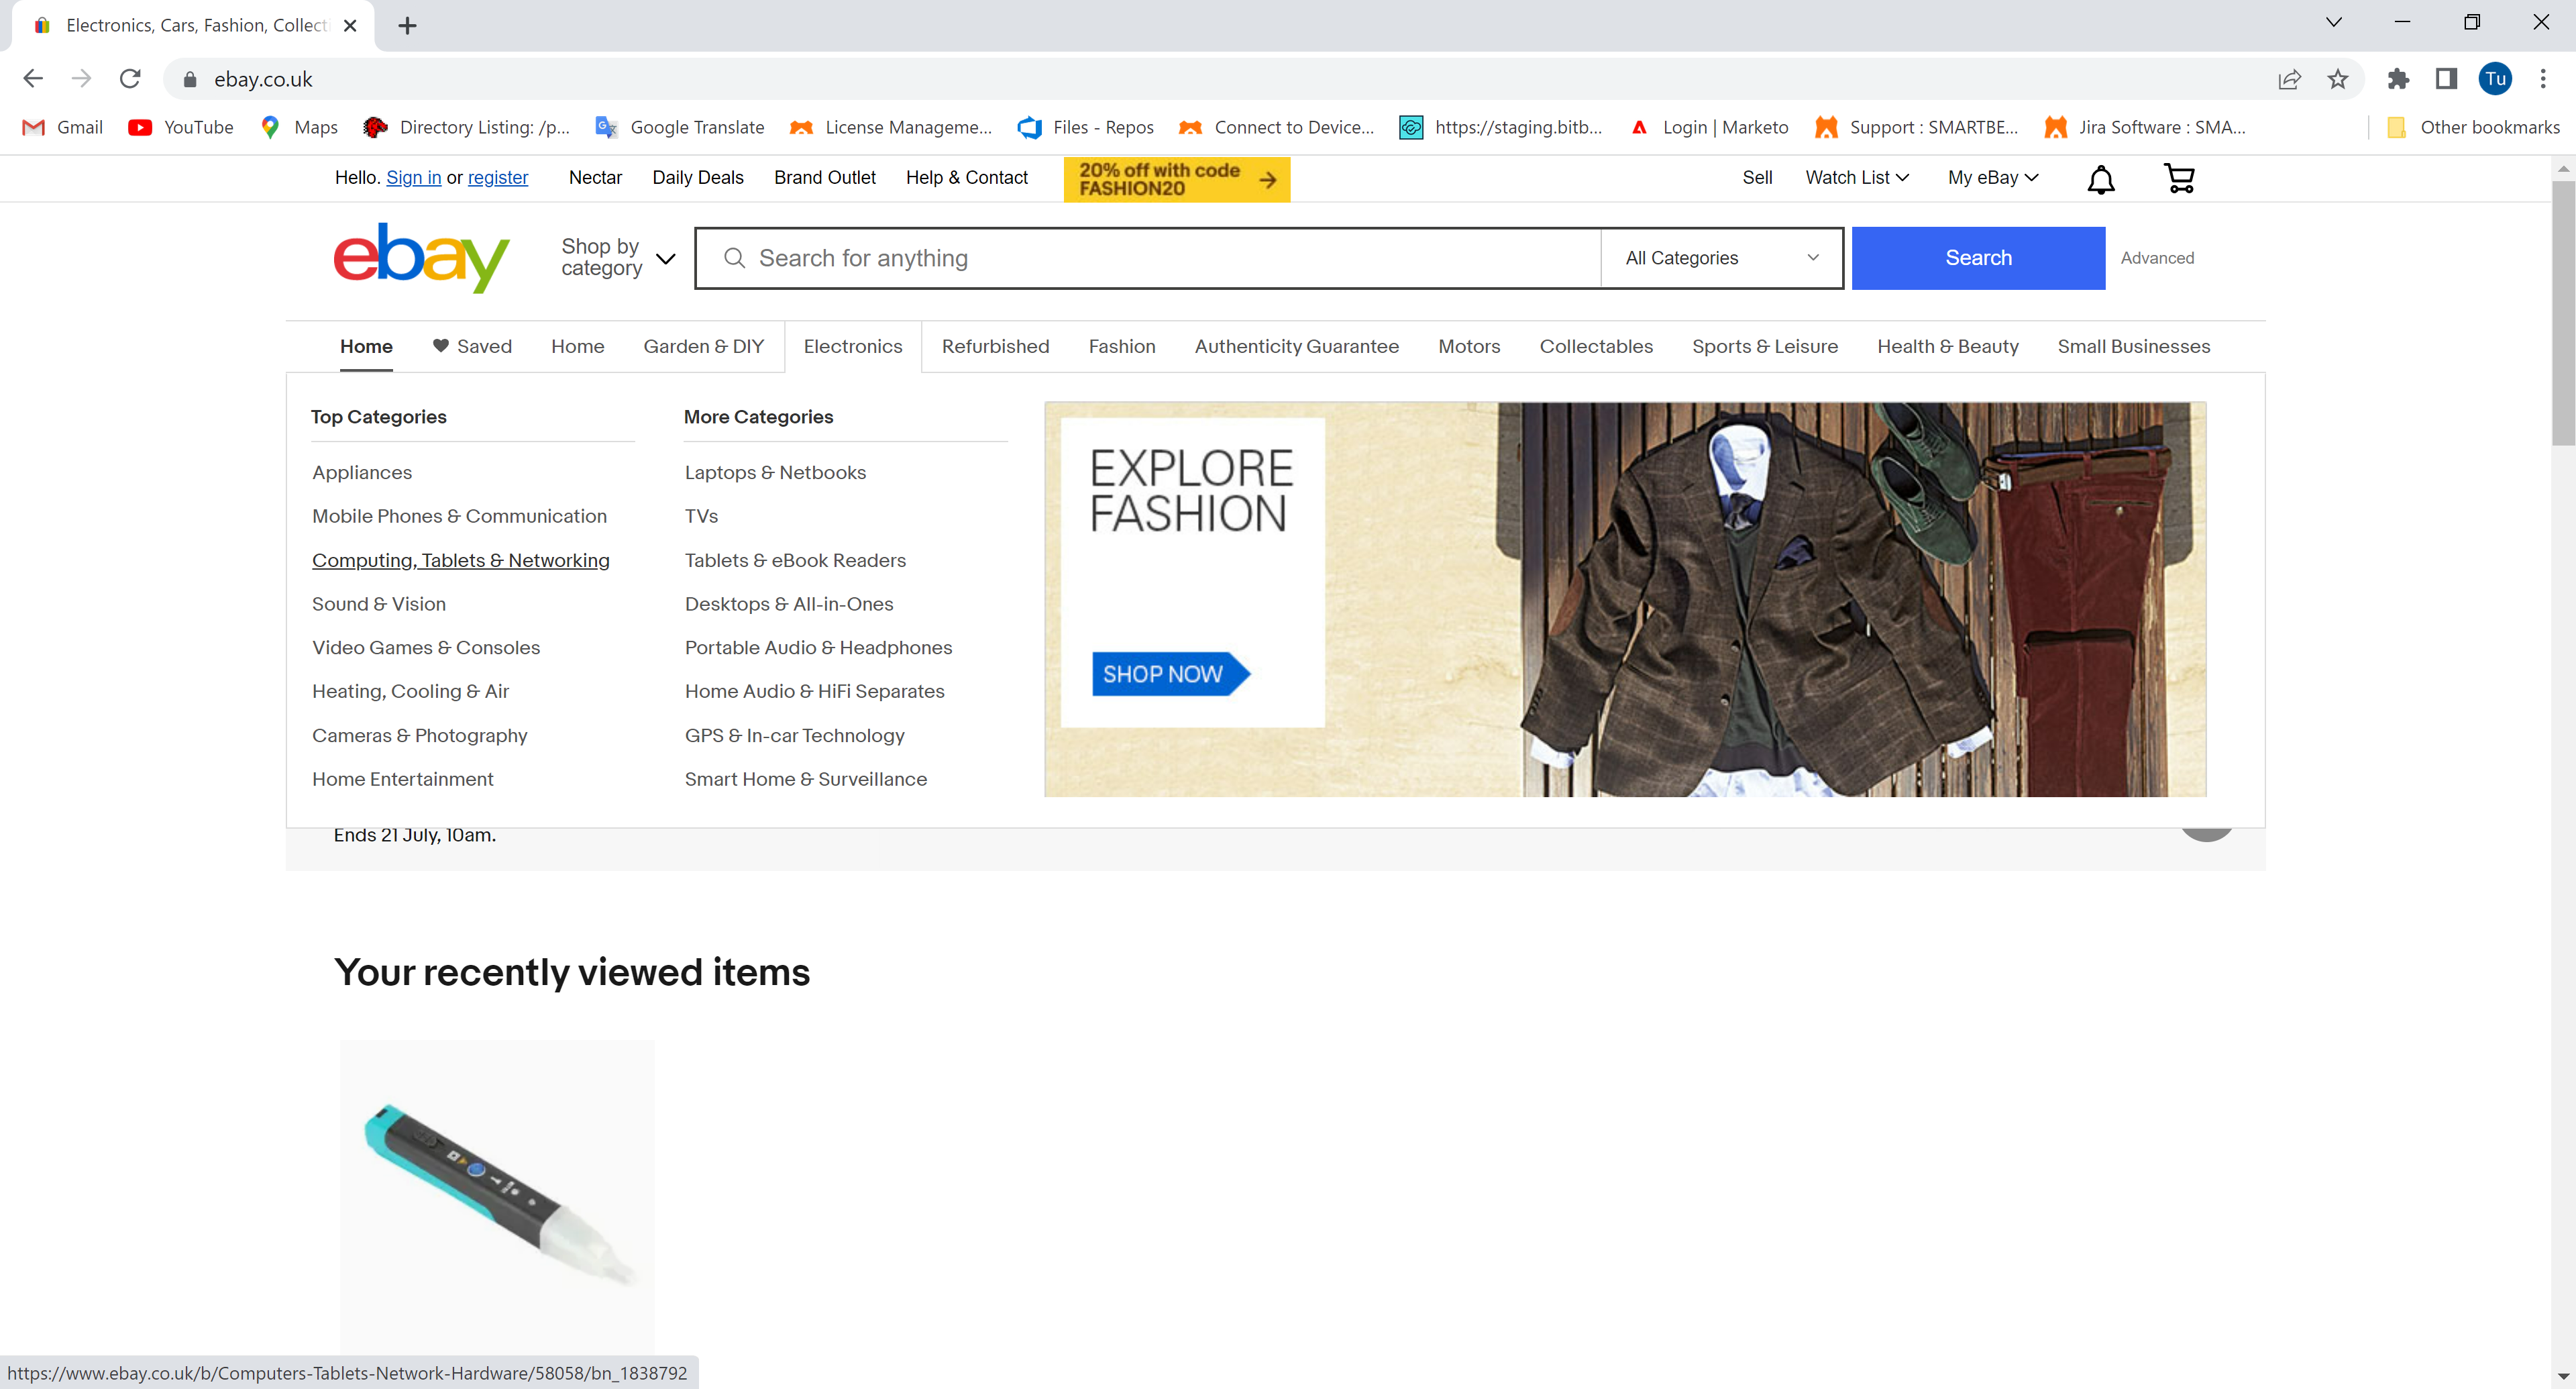 Electronics, Cars, Fashion, Collect
ebay.co.uk
Tu
Gmail
YouTube
Maps
Directory Listing: /p...
Google Translate
License Manageme...
Files - Repos
Connect to Device...
https://staging.bitb...
Login | Marketo
Support : SMARTBE...
Jira Software : SMA...
Other bookmarks
Hello. Sign in or register
Nectar
Daily Deals
Brand Outlet
Help & Contact
20% off with code
FASHION20
Sell
Watch List
My eBay
ebay
Shop by
category
Search for anything
All Categories
Search
Advanced
Home
Saved
Home
Garden & DIY
Electronics
Refurbished
Fashion
Authenticity Guarantee
Motors
Collectables
Sports & Leisure
Health & Beauty
Small Businesses
Top Categories
Appliances
Mobile Phones & Communication
Computing, Tablets & Networking
Sound & Vision
Video Games & Consoles
Heating, Cooling & Air
Cameras & Photography
Home Entertainment
More Categories
Laptops & Netbooks
TVs
Tablets & eBook Readers
Desktops & All-in-Ones
Portable Audio & Headphones
Home Audio & HiFi Separates
GPS & In-car Technology
Smart Home & Surveillance
EXPLORE
FASHION
SHOP NOW
Ends 21 July, 10am.
Your recently viewed items
https://www.ebay.co.uk/b/Computers-Tablets-Network-Hardware/58058/bn_1838792